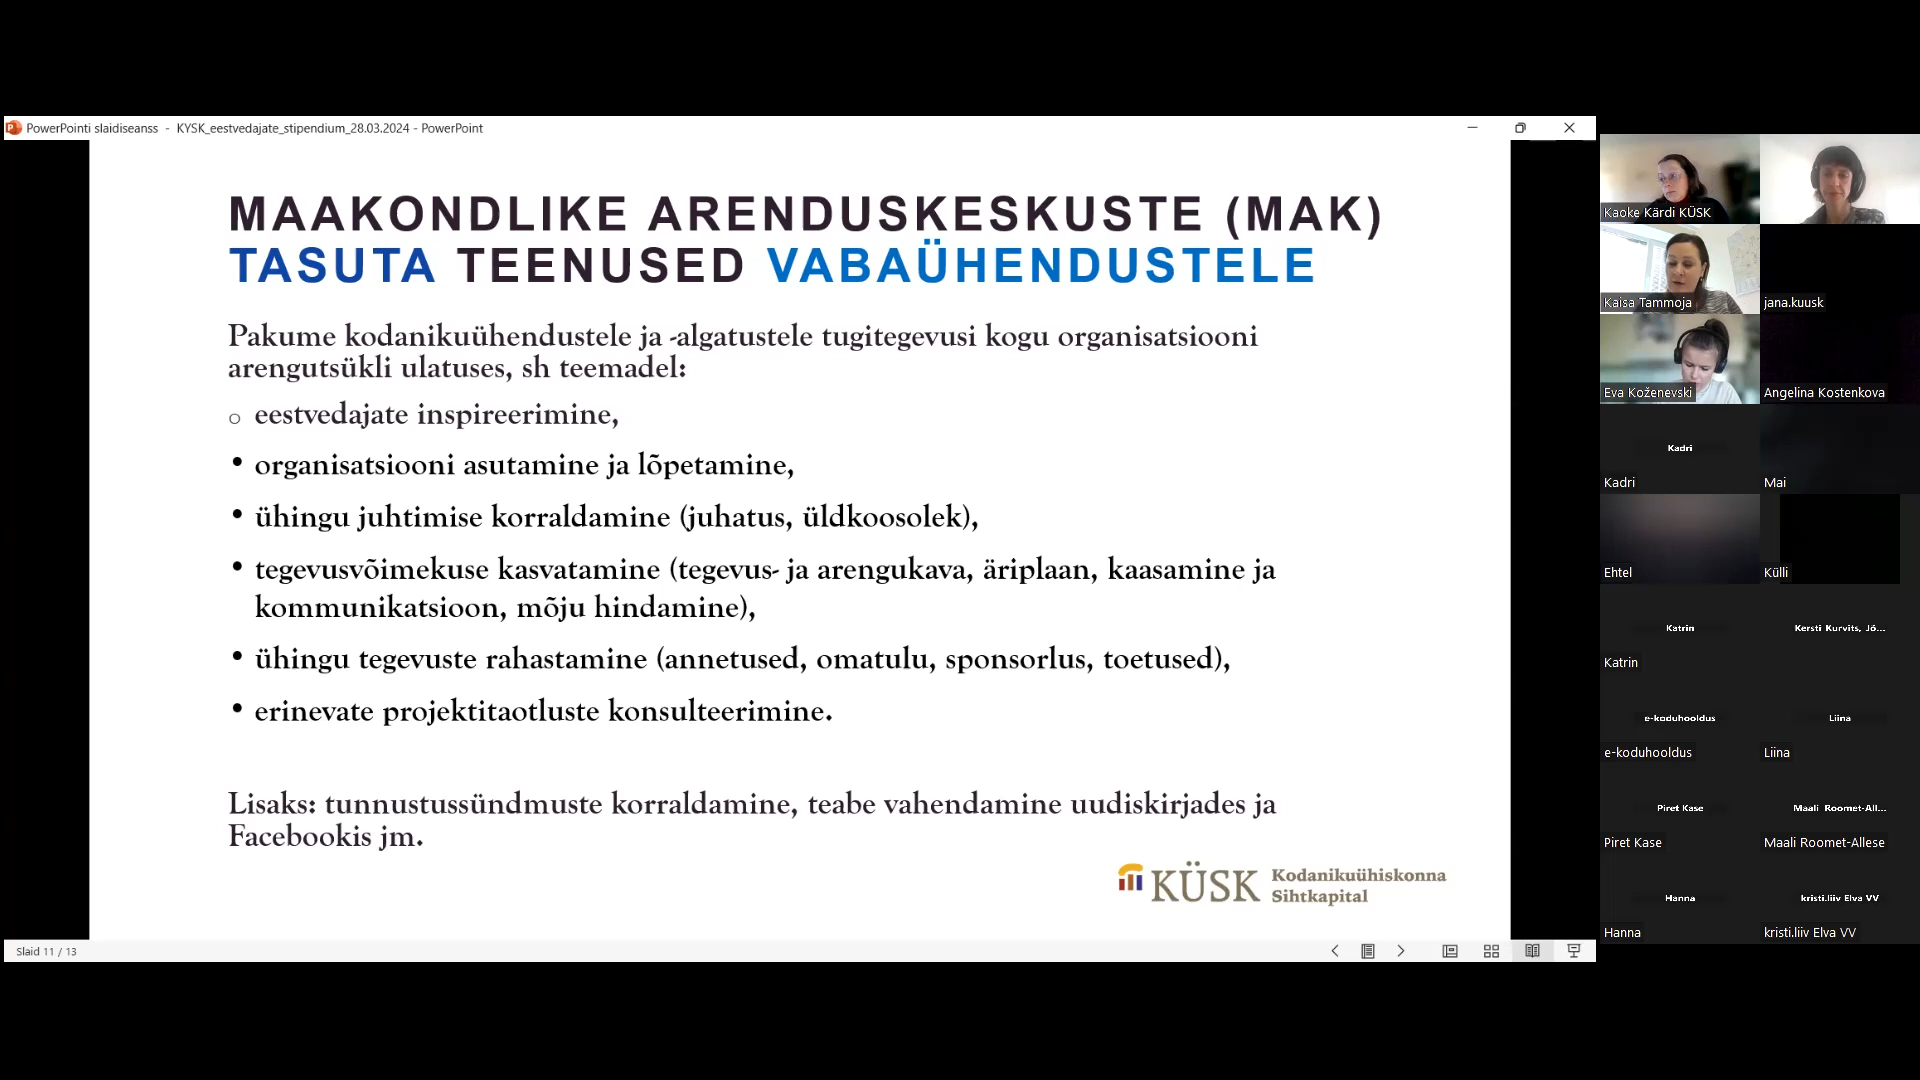 PowerPointi slaidiseanss - KYSK_eestvedajate_stipendium_28.03.2024 - PowerPoint
MAAKONDLIKE ARENDUSKESKUSTE (MAK)
TASUTA TEENUSED VABAÜHENDUSTELE
Pakume kodanikuühendustele ja -algatustele tugitegevusi kogu organisatsiooni
arengutsükli ulatuses, sh teemadel:
o eestvedajate inspireerimine,
• organisatsiooni asutamine ja lõpetamine,
• ühingu juhtimise korraldamine (juhatus, üldkoosolek),
• tegevusvõimekuse kasvatamine (tegevus- ja arengukava, äriplaan, kaasamine ja
kommunikatsioon, mõju hindamine),
• ühingu tegevuste rahastamine (annetused, omatulu, sponsorlus, toetused),
• erinevate projektitaotluste konsulteerimine.
Lisaks: tunnustussündmuste korraldamine, teabe vahendamine uudiskirjades ja
Facebookis jm.
KÜSK Kodanikuühiskonna
Sihtkapital
Slaid 11 / 13
Kaoke Kärdi KÜSK
Kaisa Tammoja
jana.kuusk
Eva Koženevski
Angelina Kostenkova
Kadri
Kadri
Mai
Ehtel
Külli
Katrin
Kersti Kurvits, Jõ...
Katrin
e-koduhooldus
Liina
e-koduhooldus
Liina
Piret Kase
Maali Roomet-All...
Piret Kase
Maali Roomet-Allese
Hanna
kristi.liiv Elva VV
Hanna
kristi.liiv Elva VV